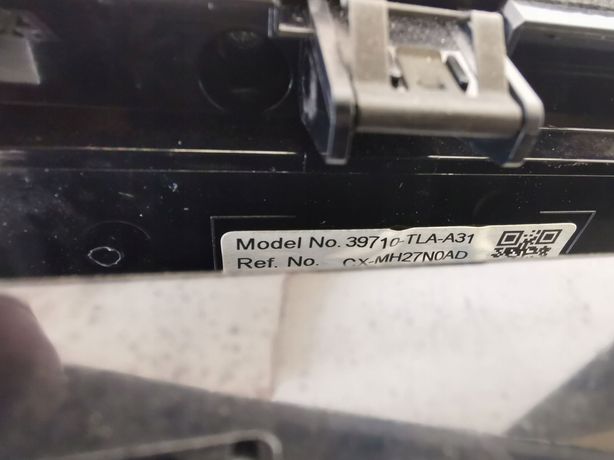 Model No. 39710-TLA-A31
Ref. No. CX-MH27N0AD